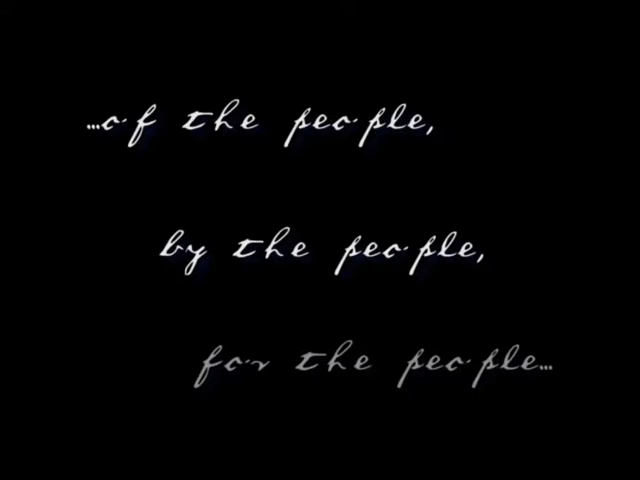 ...of the people,
by the people,
for the people...